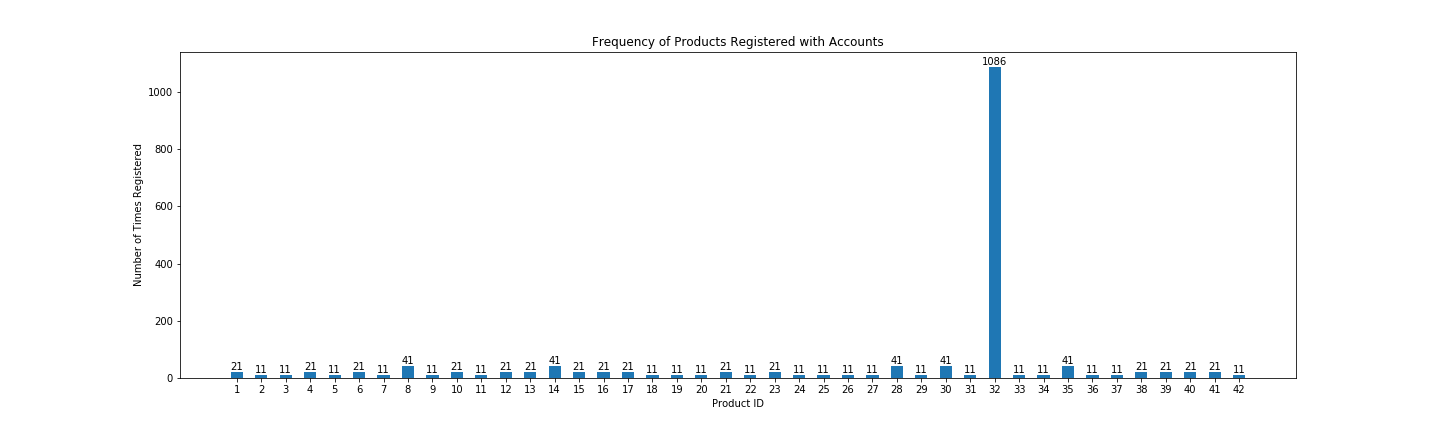 Frequency of Products Registered with Accounts
Number of Times Registered
1000
800
600
400
200
0
21 11 11 21 11 21 11 41 11 21 11 21 21 41 21 21 21 11 11 11 21 11 21 11 11 11 11 41 11 41 11 1086 11 11 41 11 11 21 21 21 21 11
1 2 3 4 5 6 7 8 9 10 11 12 13 14 15 16 17 18 19 20 21 22 23 24 25 26 27 28 29 30 31 32 33 34 35 36 37 38 39 40 41 42
Product ID